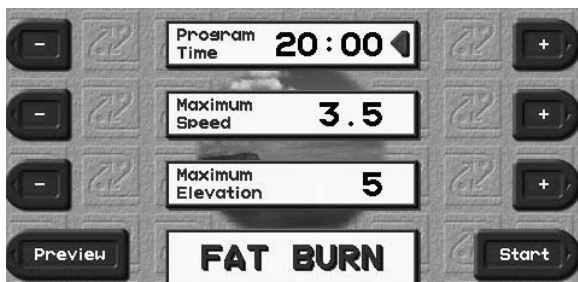 - Program Time 20:00 +
- Maximum Speed 3.5 +
- Maximum Elevation 5 +
Preview FAT BURN Start